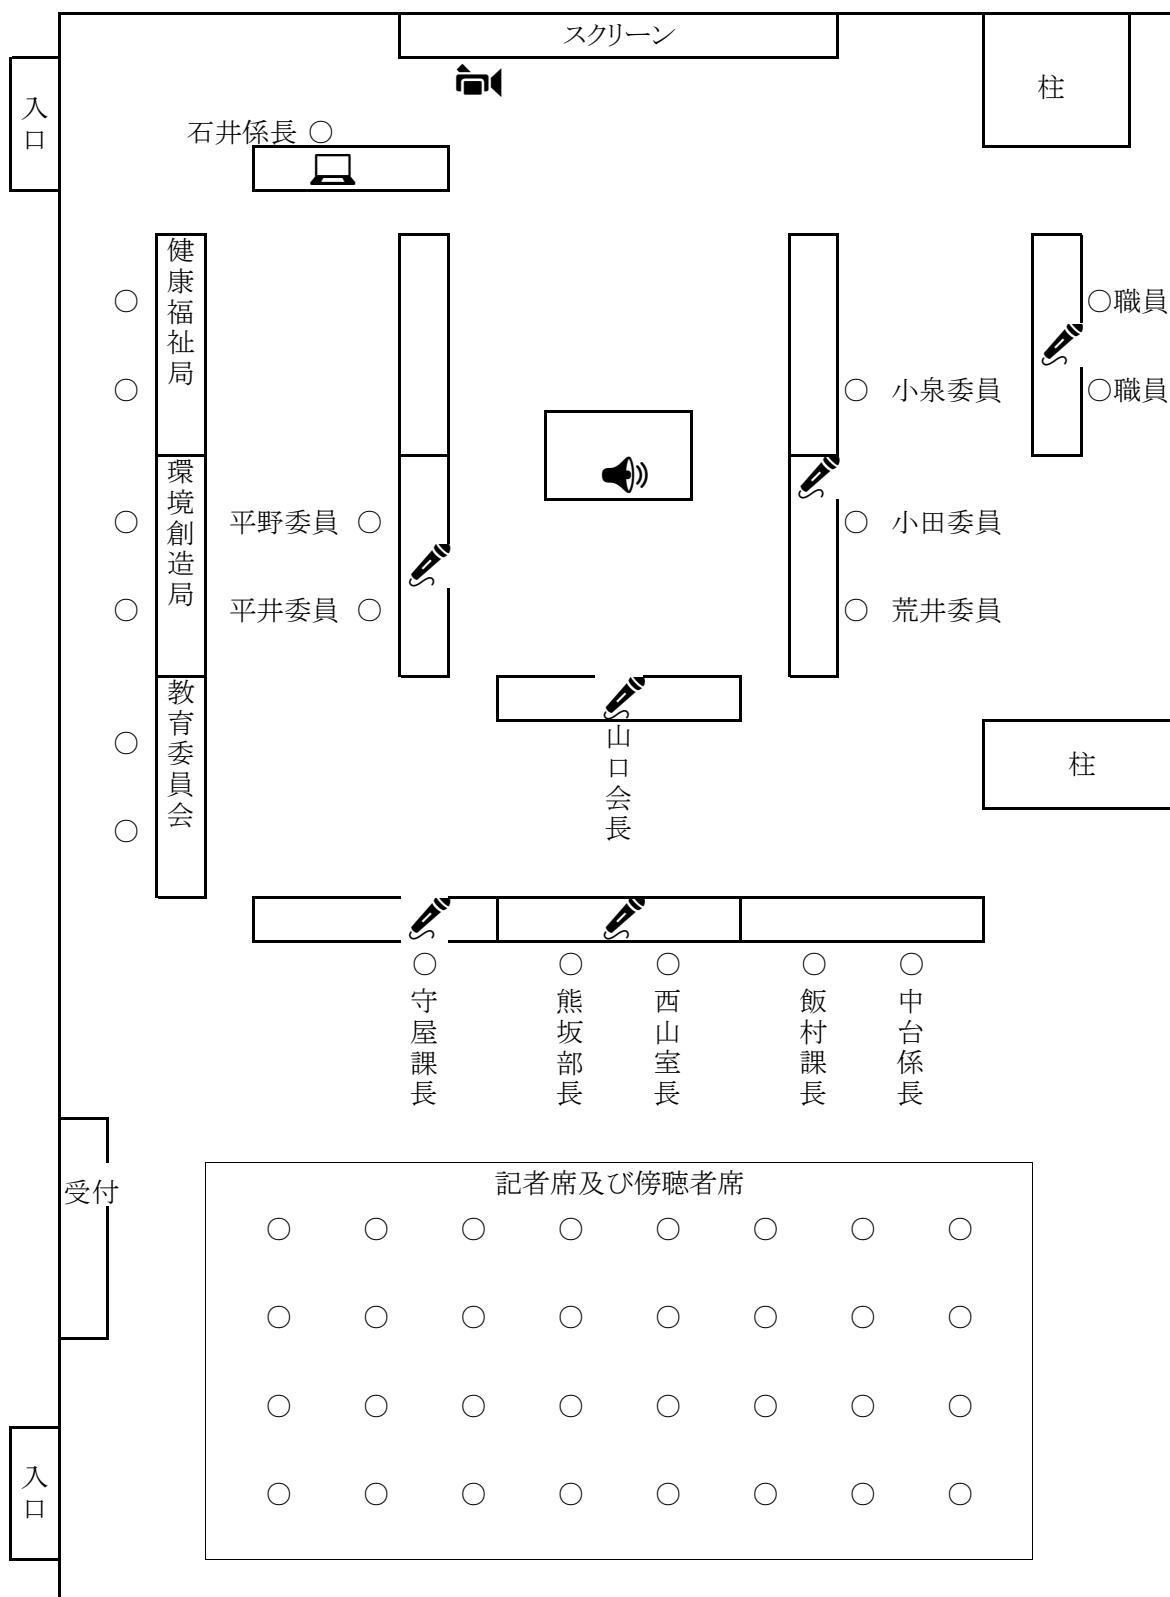 スクリーン
柱
入口
石井係長 ○
健康福祉局
○
○
○職員
○職員
○ 小泉委員
環境創造局
○
○
平野委員 ○
平井委員 ○
○ 小田委員
○ 荒井委員
教育委員会
○
○
山口会長
柱
○ ○ ○ ○ ○
守屋課長
熊坂部長
西山室長
飯村課長
中台係長
受付
記者席及び傍聴者席
○ ○ ○ ○ ○ ○ ○ ○
○ ○ ○ ○ ○ ○ ○ ○
○ ○ ○ ○ ○ ○ ○ ○
○ ○ ○ ○ ○ ○ ○ ○
入口